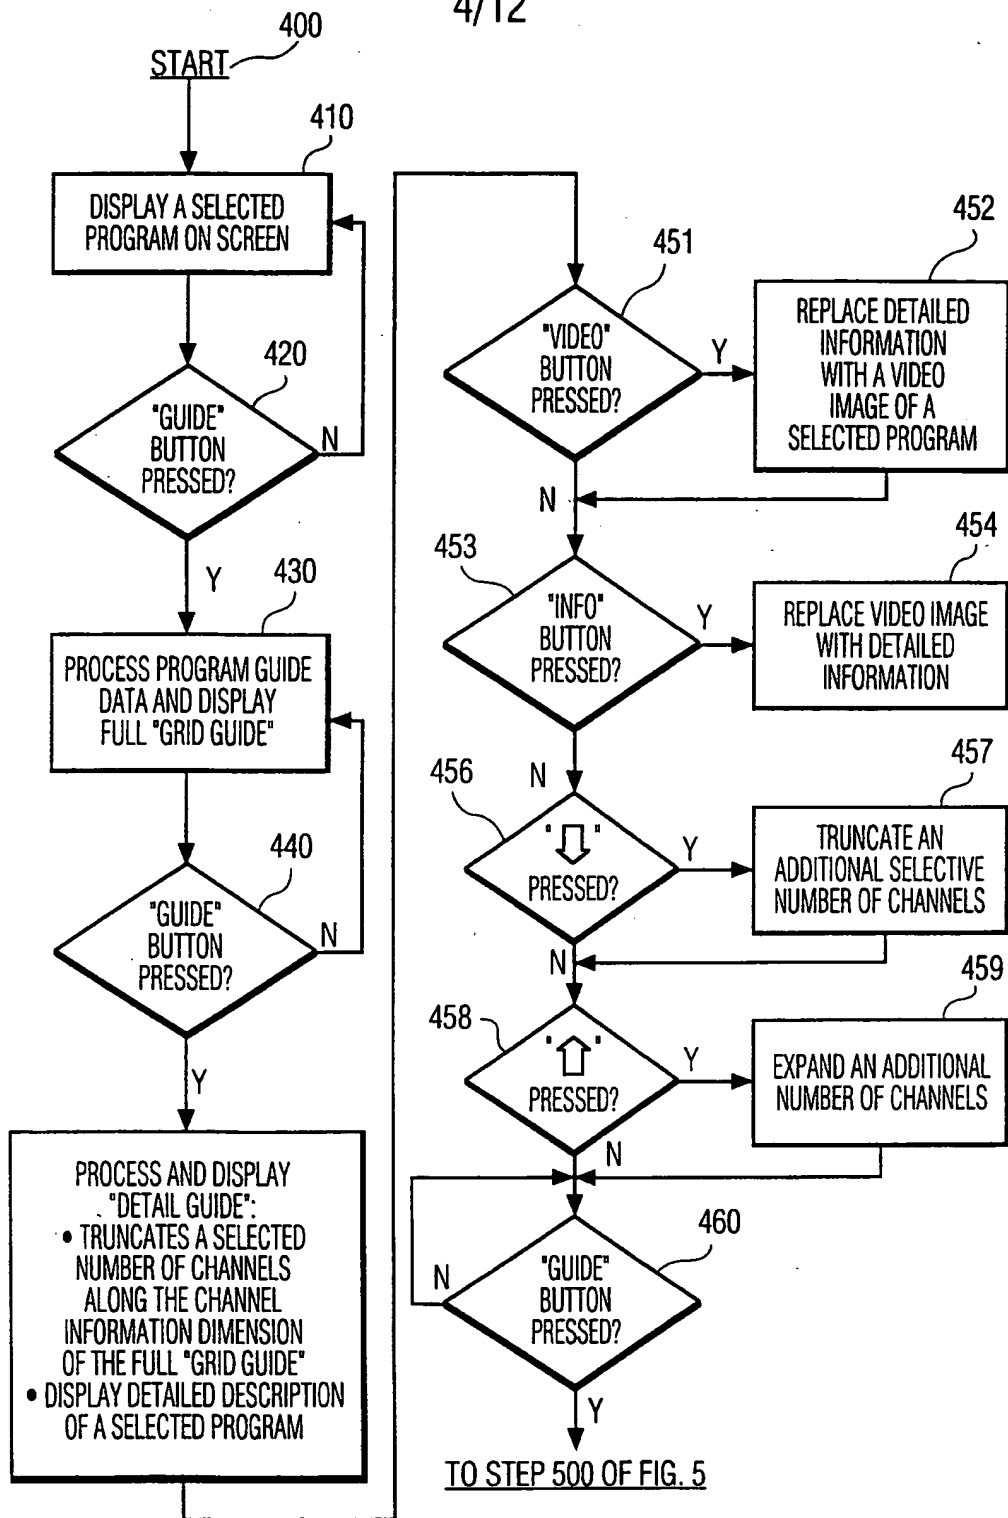 4/12
400
START
410
DISPLAY A SELECTED
PROGRAM ON SCREEN
420
"GUIDE"
BUTTON
PRESSED?
N
Y
430
PROCESS PROGRAM GUIDE
DATA AND DISPLAY
FULL "GRID GUIDE"
440
"GUIDE"
BUTTON
PRESSED?
N
Y
PROCESS AND DISPLAY
"DETAIL GUIDE":
• TRUNCATES A SELECTED
NUMBER OF CHANNELS
ALONG THE CHANNEL
INFORMATION DIMENSION
OF THE FULL "GRID GUIDE"
• DISPLAY DETAILED DESCRIPTION
OF A SELECTED PROGRAM
451
"VIDEO"
BUTTON
PRESSED?
Y
N
452
REPLACE DETAILED
INFORMATION
WITH A VIDEO
IMAGE OF A
SELECTED PROGRAM
453
"INFO"
BUTTON
PRESSED?
Y
N
454
REPLACE VIDEO IMAGE
WITH DETAILED
INFORMATION
456
" ⇩ "
PRESSED?
Y
N
457
TRUNCATE AN
ADDITIONAL SELECTIVE
NUMBER OF CHANNELS
458
" ⇧ "
PRESSED?
Y
N
459
EXPAND AN ADDITIONAL
NUMBER OF CHANNELS
460
"GUIDE"
BUTTON
PRESSED?
N
Y
TO STEP 500 OF FIG. 5